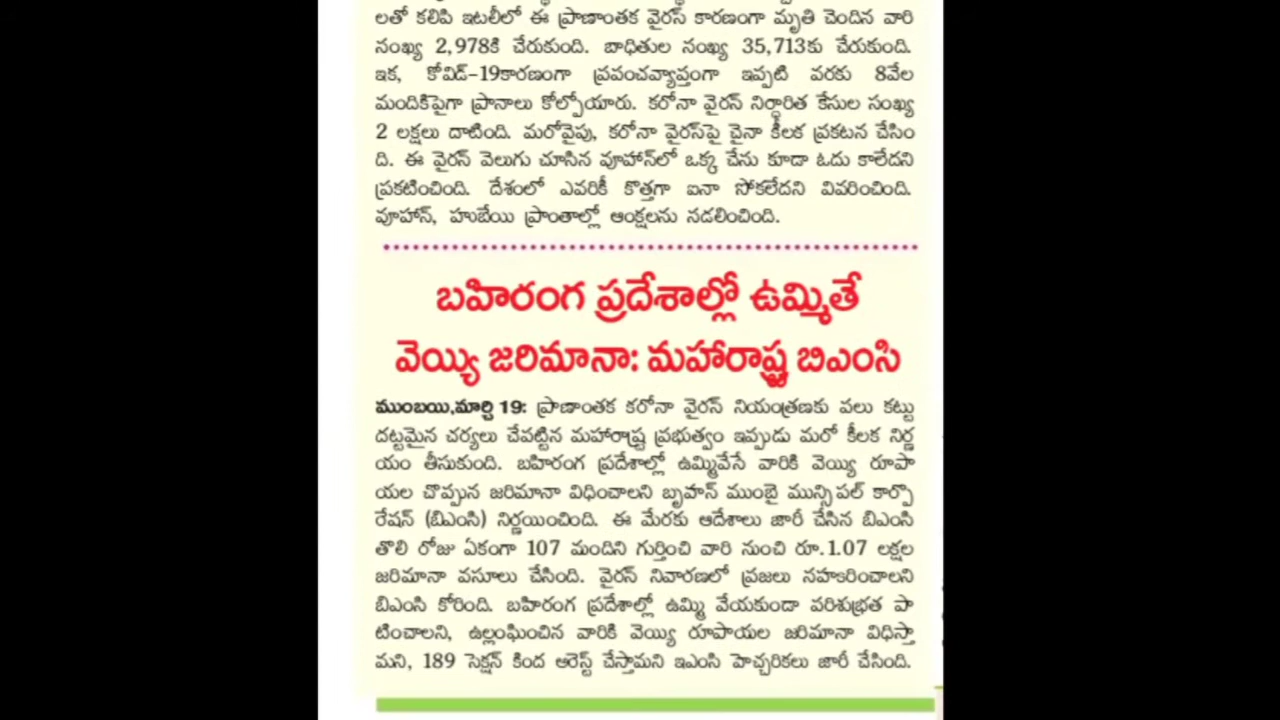 లతో కలిపి ఇటలీలో ఈ ప్రాణాంతక వైరస్ కారణంగా మృతి చెందిన వారి
సంఖ్య 2,978కి చేరుకుంది. బాధితుల సంఖ్య 35,713కు చేరుకుంది.
ఇక, కోవిడ్-19కారణంగా ప్రపంచవ్యాప్తంగా ఇప్పటి వరకు 8వేల
మందికిపైగా ప్రానాలు కోల్పోయారు. కరోనా వైరస్ నిర్ధారిత కేసుల సంఖ్య
2 లక్షలు దాటింది. మరోవైపు, కరోనా వైరస్‌పై చైనా కీలక ప్రకటన చేసిం
ది. ఈ వైరస్ వెలుగు చూసిన వూహాన్‌లో ఒక్క చేసు కూడా ఓదు కాలేదని
ప్రకటించింది. దేశంలో ఎవరికీ కొత్తగా ఐనా సోకలేదని వివరించింది.
వూహాన్, హుబేయి ప్రాంతాల్లో ఆంక్షలను సడలించింది.
బహిరంగ ప్రదేశాల్లో ఉమ్మితే
వెయ్యి జరిమానా: మహారాష్ట్ర బిఎంసి
ముంబయి,మార్చి 19: ప్రాణాంతక కరోనా వైరస్ నియంత్రణకు పలు కట్టు
దట్టమైన చర్యలు చేపట్టిన మహారాష్ట్ర ప్రభుత్వం ఇప్పుడు మరో కీలక నిర్ణ
యం తీసుకుంది. బహిరంగ ప్రదేశాల్లో ఉమ్మివేసే వారికి వెయ్యి రూపా
యల చొప్పున జరిమానా విధించాలని బృహన్ ముంబై మున్సిపల్ కార్పొ
రేషన్ (బిఎంసి) నిర్ణయించింది. ఈ మేరకు ఆదేశాలు జారీ చేసిన బిఎంసి
తొలి రోజు ఏకంగా 107 మందిని గుర్తించి వారి నుంచి రూ.1.07 లక్షల
జరిమానా వసూలు చేసింది. వైరస్ నివారణలో ప్రజలు సహకరించాలని
బిఎంసి కోరింది. బహిరంగ ప్రదేశాల్లో ఉమ్మి వేయకుండా పరిశుభ్రత పా
టించాలని, ఉల్లంఘించిన వారికి వెయ్యి రూపాయల జరిమానా విధిస్తా
మని, 189 సెక్షన్ కింద అరెస్ట్ చేస్తామని ఇఎంసి హెచ్చరికలు జారీ చేసింది.